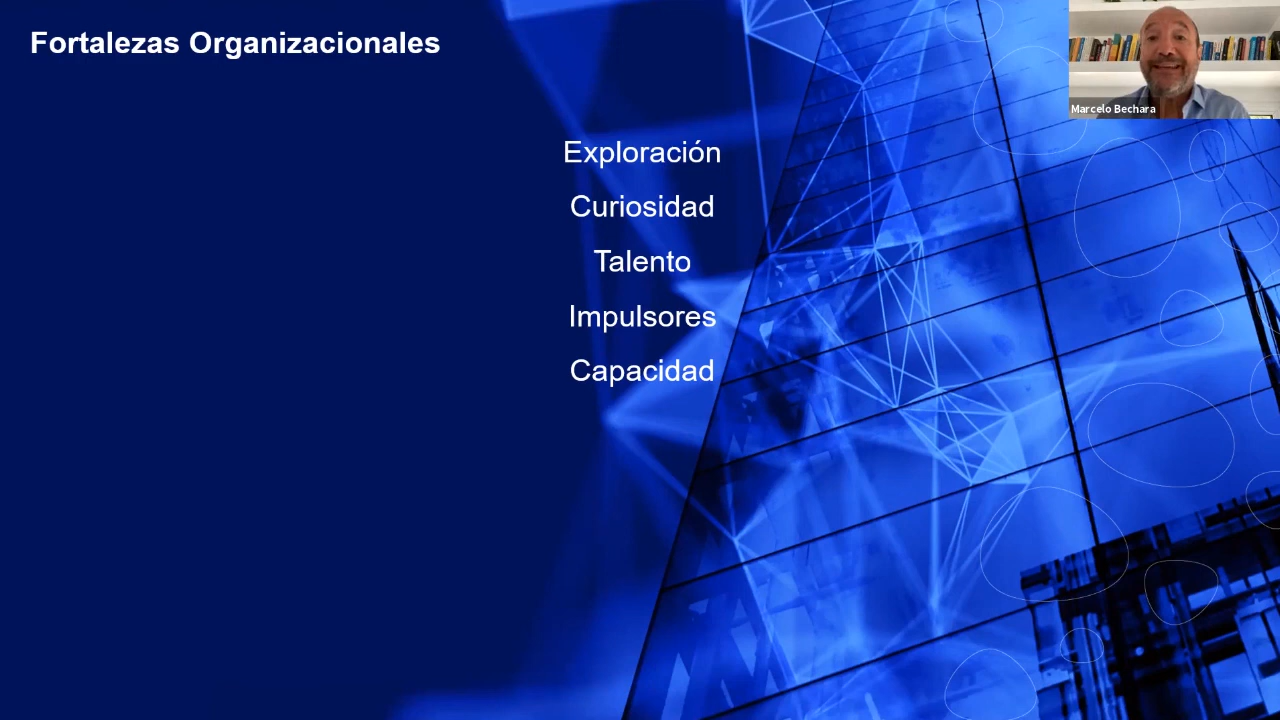 Fortalezas Organizacionales
Marcelo Bechara
Exploración
Curiosidad
Talento
Impulsores
Capacidad